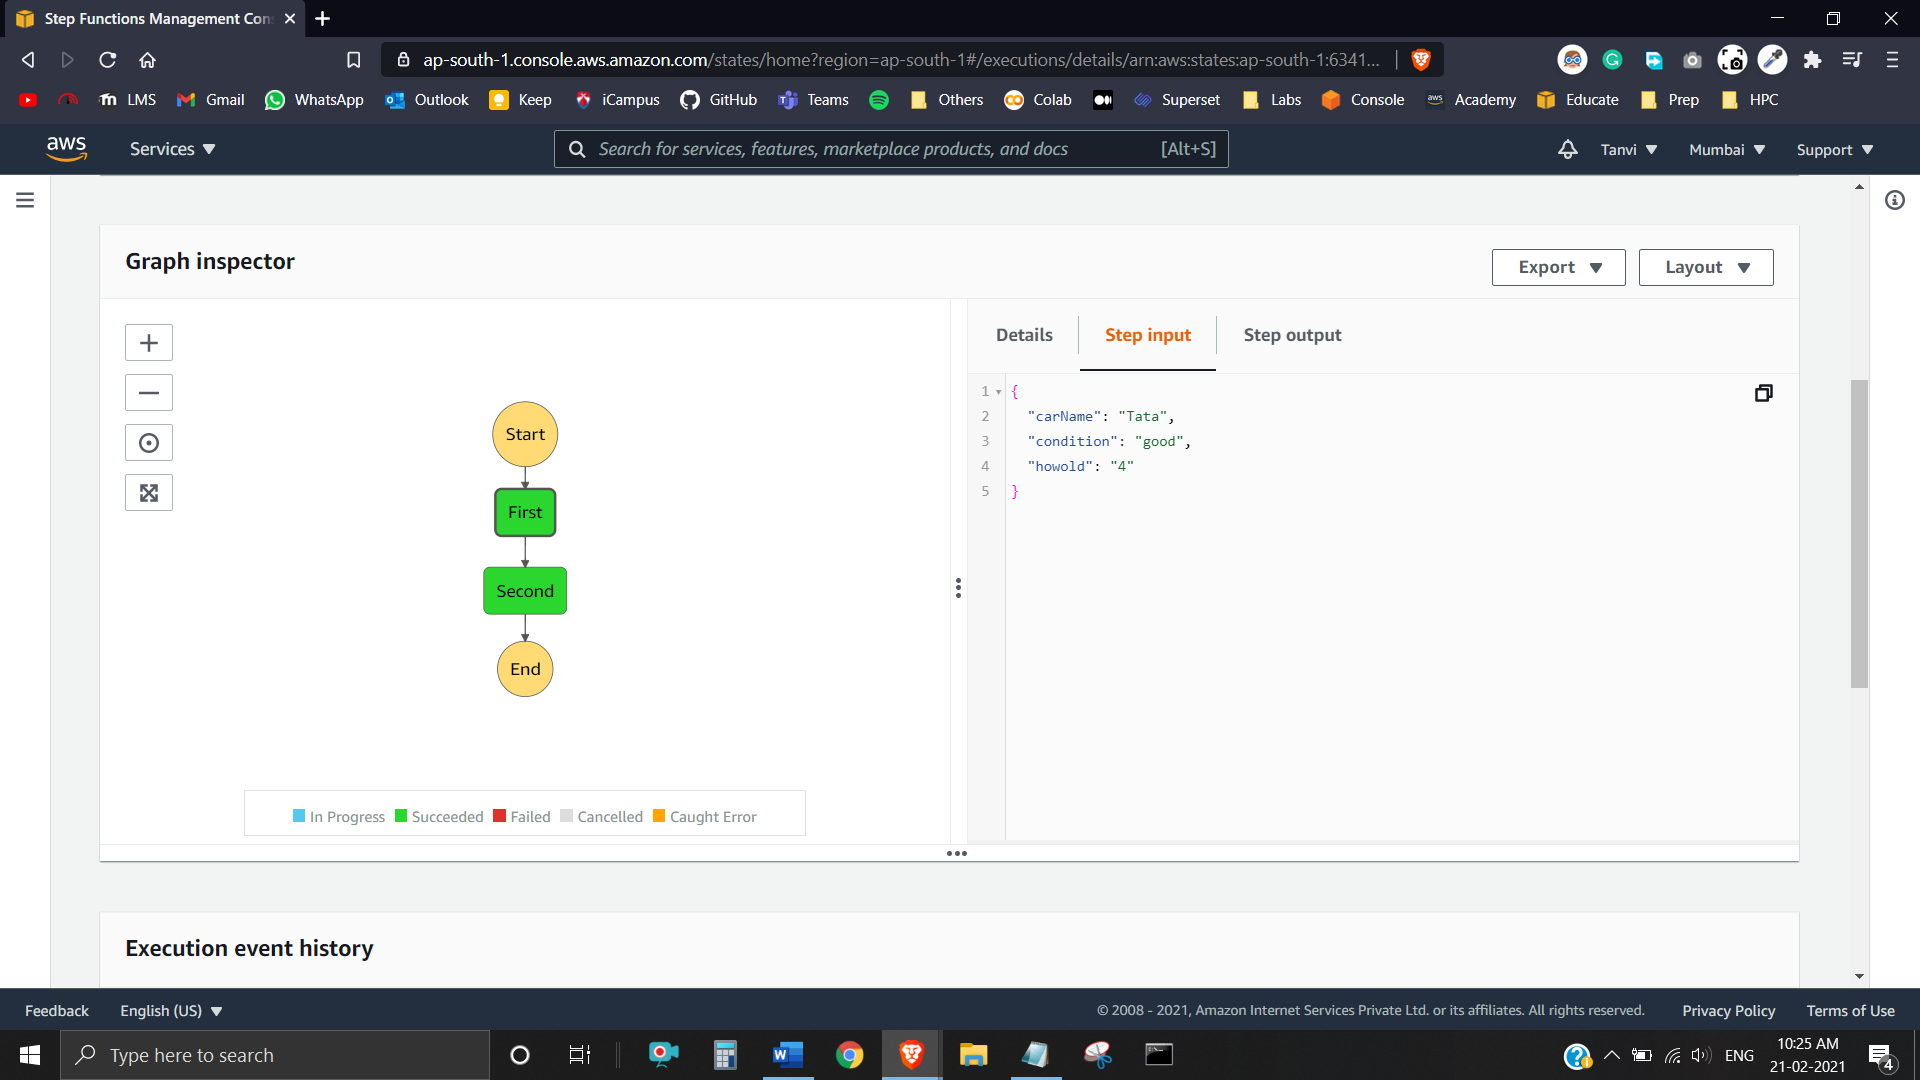 Step Functions Management Con
ap-south-1.console.aws.amazon.com/states/home?region=ap-south-1#/executions/details/arn:aws:states:ap-south-1:6341...
LMS Gmail WhatsApp Outlook Keep iCampus GitHub Teams Others Colab Superset Labs Console aws Academy Educate Prep HPC
aws Services Search for services, features, marketplace products, and docs [Alt+S] Tanvi Mumbai Support
Graph inspector
Export Layout
Details Step input Step output
Start
First
Second
End
1 {
2 "carName": "Tata",
3 "condition": "good",
4 "howold": "4"
5 }
In Progress Succeeded Failed Cancelled Caught Error
Execution event history
Feedback English (US) © 2008 - 2021, Amazon Internet Services Private Ltd. or its affiliates. All rights reserved. Privacy Policy Terms of Use
Type here to search
ENG
10:25 AM
21-02-2021
4